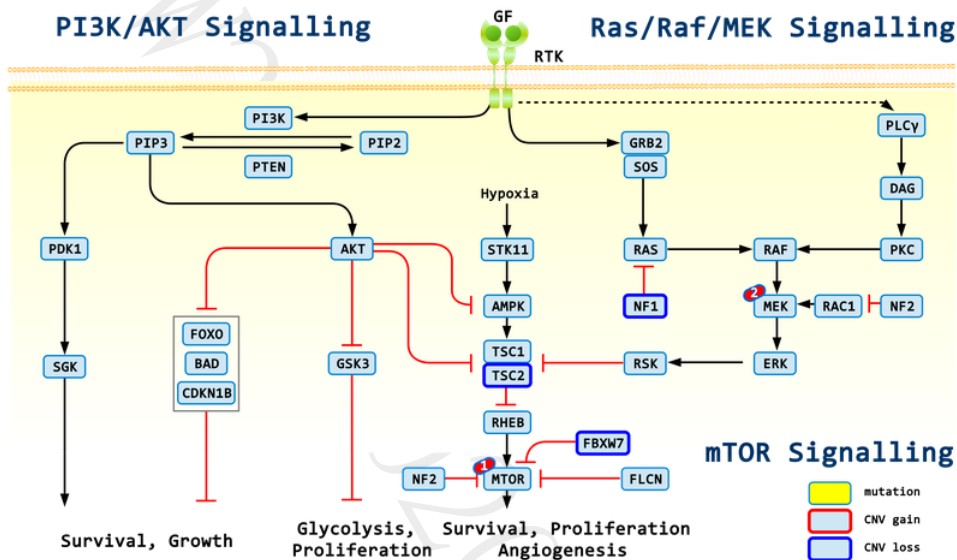 PI3K/AKT Signalling
GF
Ras/Raf/MEK Signalling
RTK
PI3K
PLCγ
PIP3
PIP2
GRB2
PTEN
SOS
DAG
Hypoxia
PDK1
AKT
STK11
RAS
RAF
PKC
2
AMPK
NF1
MEK
RAC1
NF2
FOXO
TSC1
SGK
BAD
GSK3
TSC2
RSK
ERK
CDKN1B
RHEB
FBXW7
mTOR Signalling
1
NF2
MTOR
FLCN
mutation
CNV gain
CNV loss
Survival, Growth
Glycolysis,
Proliferation
Survival, Proliferation
Angiogenesis